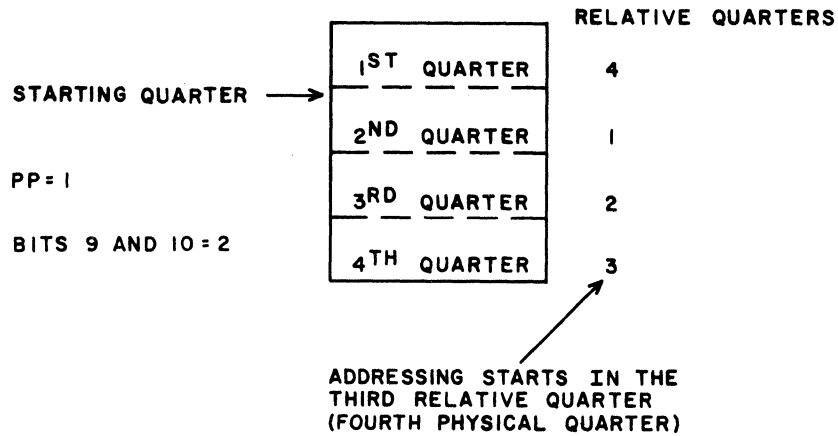 RELATIVE QUARTERS
1ST QUARTER 4
STARTING QUARTER
2ND QUARTER 1
PP=1
3RD QUARTER 2
BITS 9 AND 10=2
4TH QUARTER 3
ADDRESSING STARTS IN THE
THIRD RELATIVE QUARTER
(FOURTH PHYSICAL QUARTER)